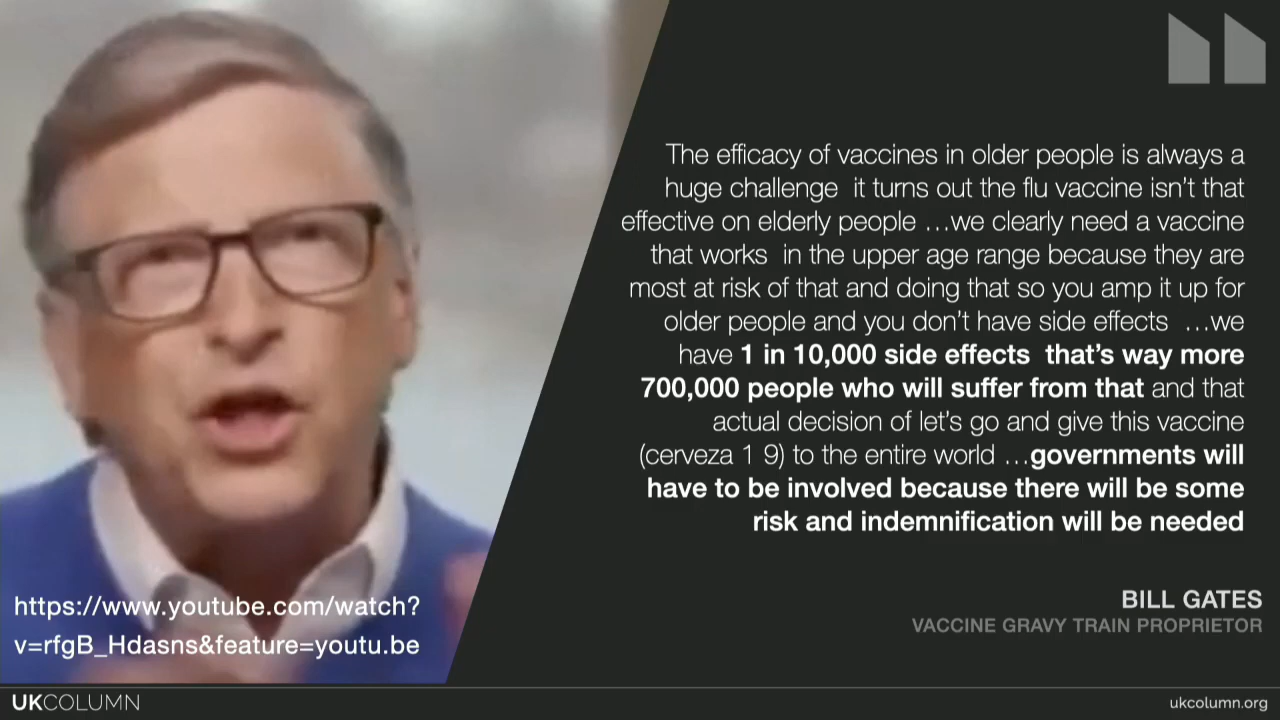 The efficacy of vaccines in older people is always a
huge challenge it turns out the flu vaccine isn't that
effective on elderly people ...we clearly need a vaccine
that works in the upper age range because they are
most at risk of that and doing that so you amp it up for
older people and you don't have side effects ...we
have 1 in 10,000 side effects that's way more
700,000 people who will suffer from that and that
actual decision of let's go and give this vaccine
(cerveza 1 9) to the entire world ...governments will
have to be involved because there will be some
risk and indemnification will be needed
BILL GATES
VACCINE GRAVY TRAIN PROPRIETOR
https://www.youtube.com/watch?
v=rfgB_Hdasns&feature=youtu.be
UKCOLUMN
ukcolumn.org